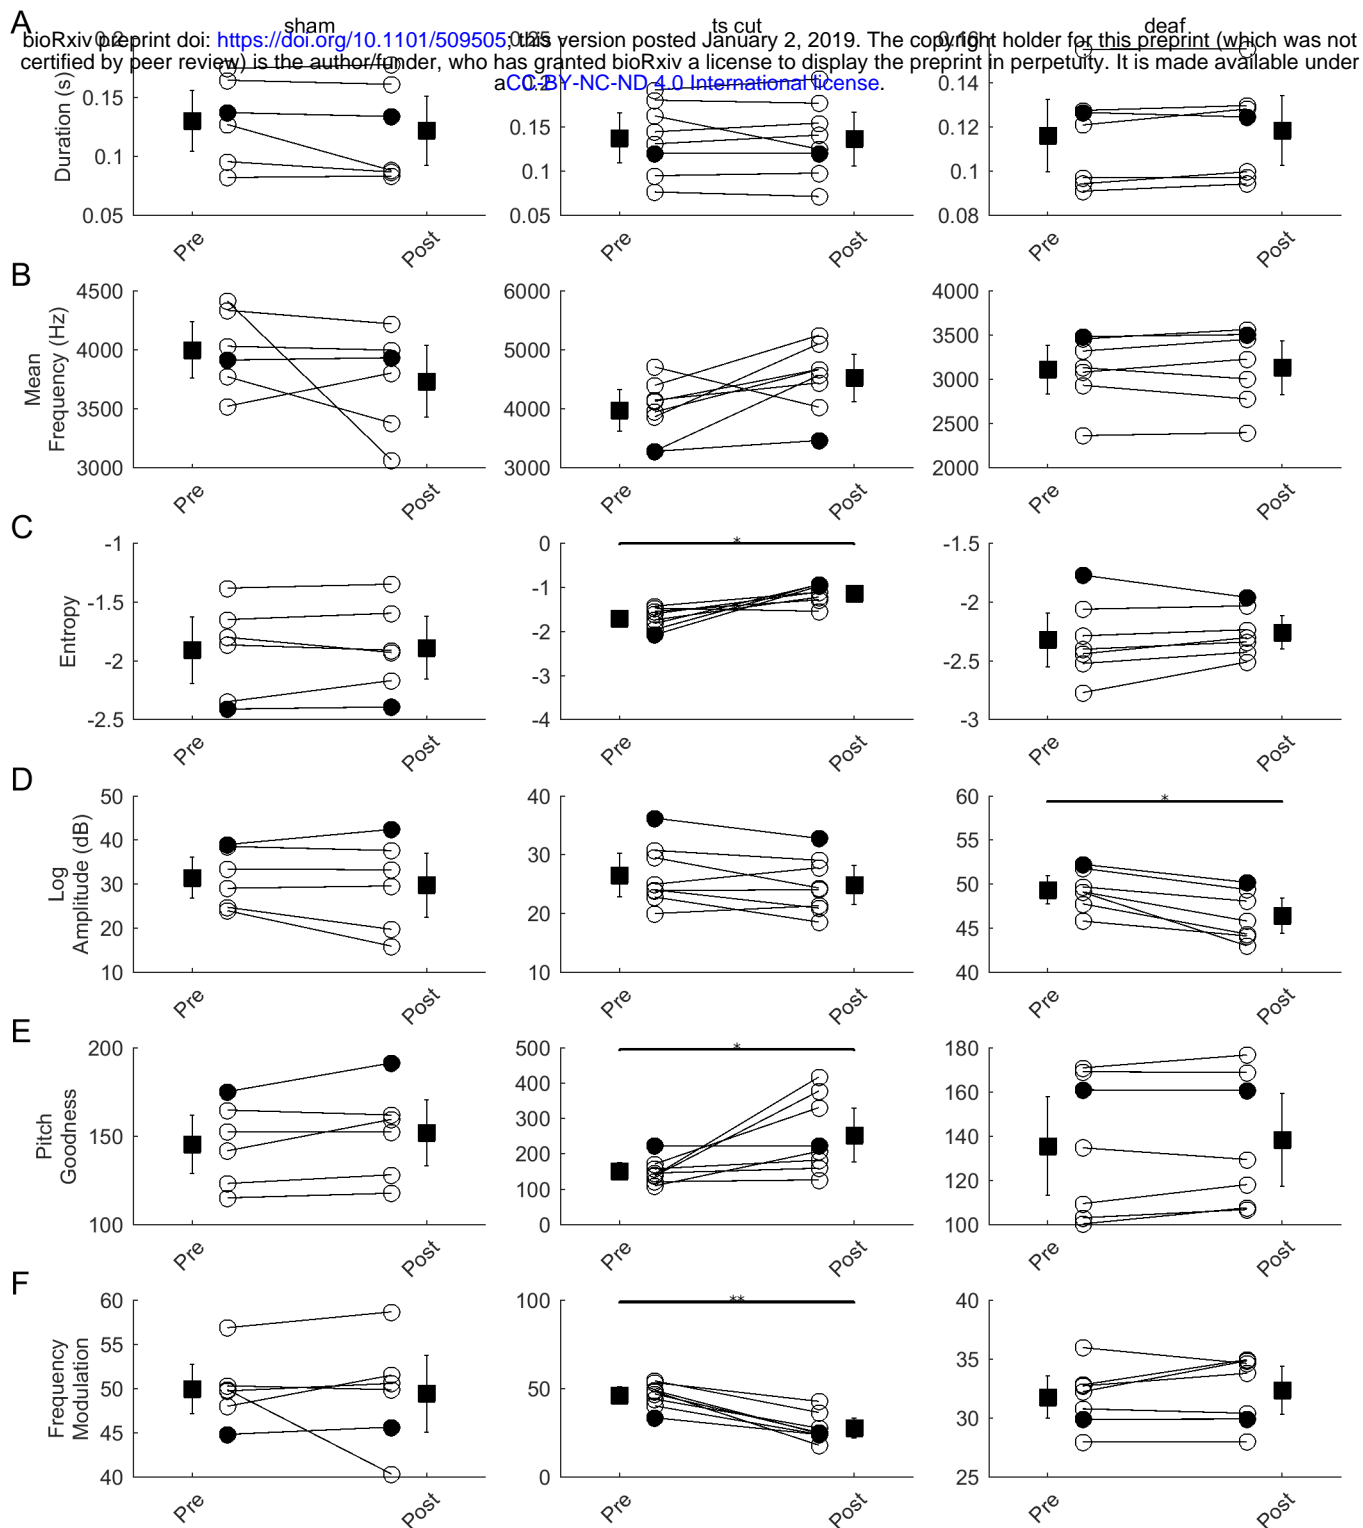 A
sham
ts cut
deaf
bioRxiv preprint doi: https://doi.org/10.1101/509505; this version posted January 2, 2019. The copyright holder for this preprint (which was not
certified by peer review) is the author/funder, who has granted bioRxiv a license to display the preprint in perpetuity. It is made available under
aCC-BY-NC-ND 4.0 International license.
Duration (s)
0.2
0.15
0.1
0.05
Pre
Post
0.25
0.2
0.15
0.1
0.05
Pre
Post
0.16
0.14
0.12
0.1
0.08
Pre
Post
B
Mean
Frequency (Hz)
4500
4000
3500
3000
Pre
Post
6000
5000
4000
3000
Pre
Post
4000
3500
3000
2500
2000
Pre
Post
C
Entropy
-1
-1.5
-2
-2.5
Pre
Post
0
-1
-2
-3
-4
*
Pre
Post
-1.5
-2
-2.5
-3
Pre
Post
D
Log
Amplitude (dB)
50
40
30
20
10
Pre
Post
40
30
20
10
Pre
Post
60
55
50
45
40
*
Pre
Post
E
Pitch
Goodness
200
150
100
Pre
Post
500
400
300
200
100
0
*
Pre
Post
180
160
140
120
100
Pre
Post
F
Frequency
Modulation
60
55
50
45
40
Pre
Post
100
50
0
**
Pre
Post
40
35
30
25
Pre
Post